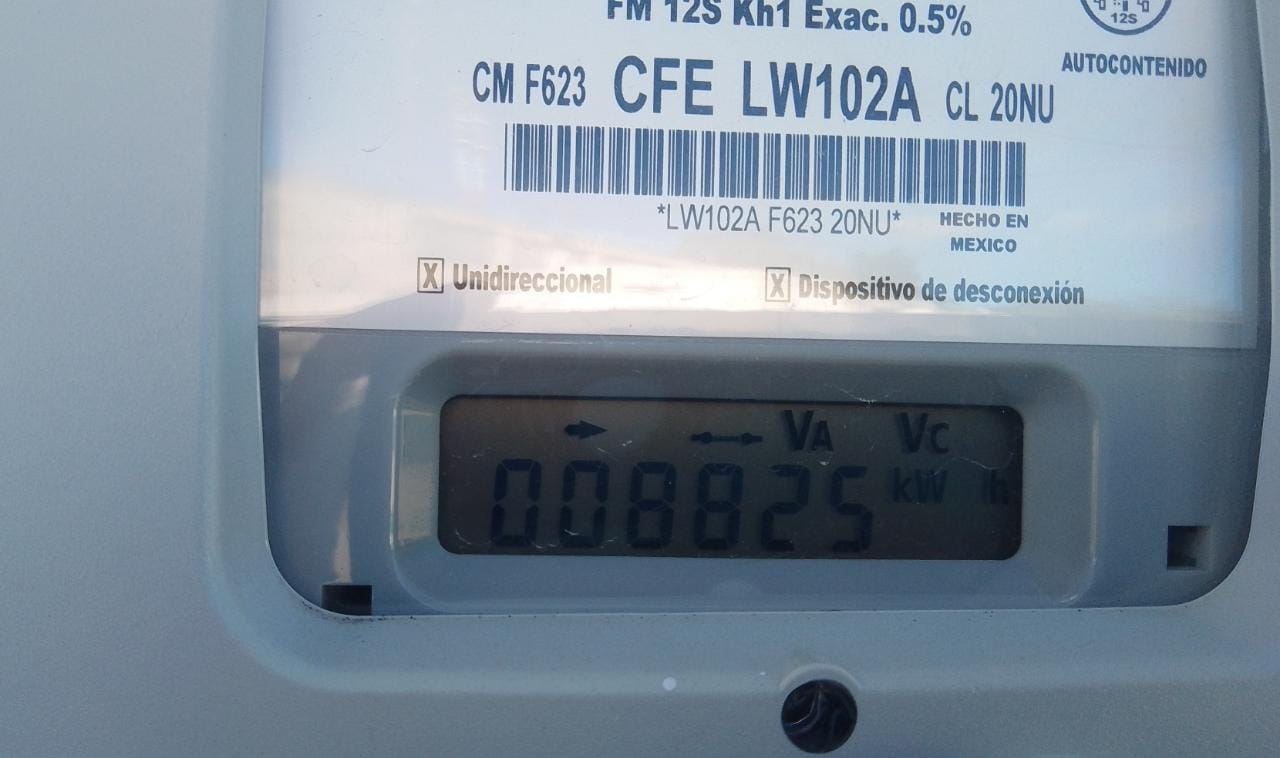 FM 12S Kh1 Exac. 0.5%
12S
AUTOCONTENIDO
CM F623 CFE LW102A CL 20NU
*LW102A F623 20NU*
HECHO EN
MEXICO
X Unidireccional
X Dispositivo de desconexión
VA VC
008825 kW h